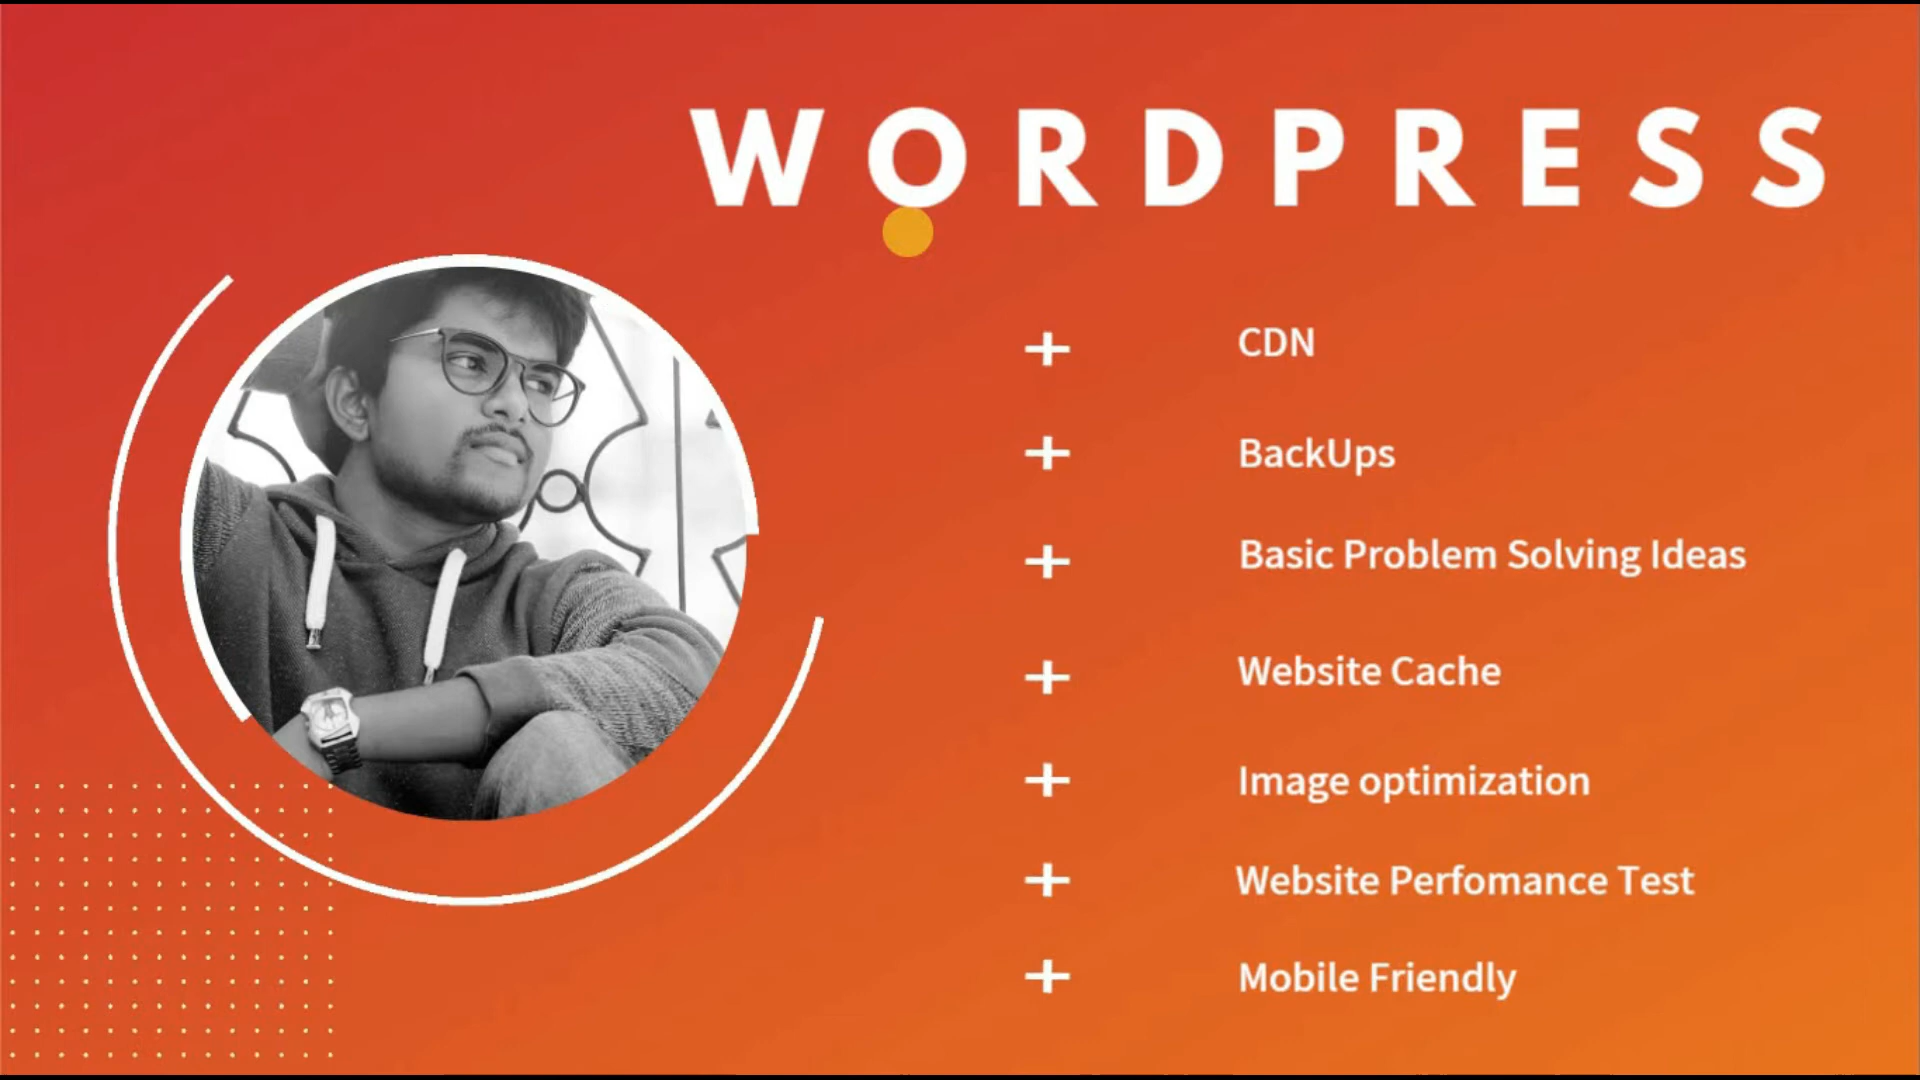 WORDPRESS
CDN
BackUps
Basic Problem Solving Ideas
Website Cache
Image optimization
Website Perfomance Test
Mobile Friendly